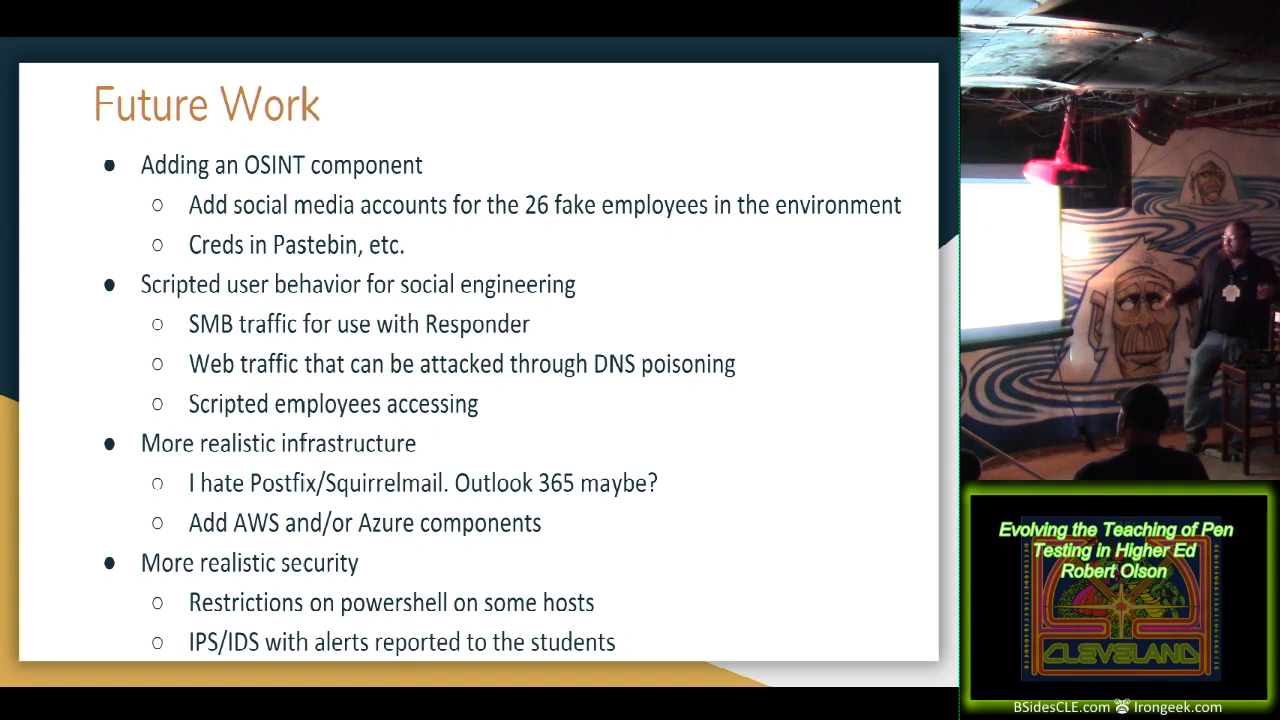 Future Work
● Adding an OSINT component
○ Add social media accounts for the 26 fake employees in the environment
○ Creds in Pastebin, etc.
● Scripted user behavior for social engineering
○ SMB traffic for use with Responder
○ Web traffic that can be attacked through DNS poisoning
○ Scripted employees accessing
● More realistic infrastructure
○ I hate Postfix/Squirrelmail. Outlook 365 maybe?
○ Add AWS and/or Azure components
● More realistic security
○ Restrictions on powershell on some hosts
○ IPS/IDS with alerts reported to the students
Evolving the Teaching of Pen
Testing in Higher Ed
Robert Olson
CLEVELAND
BSidesCLE.com Irongeek.com